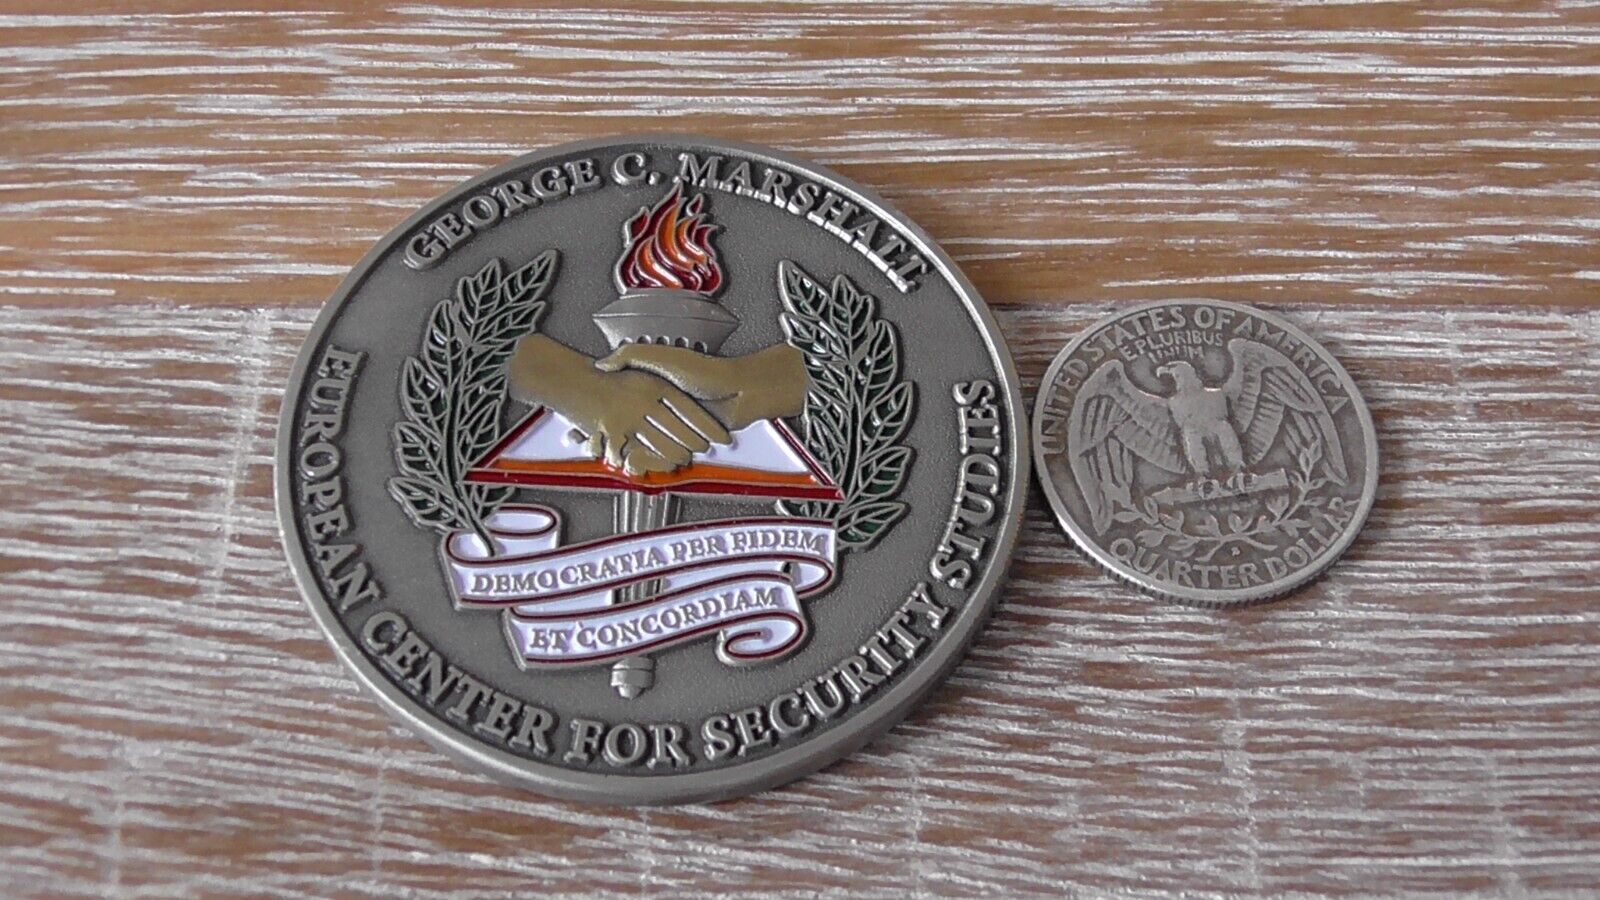 GEORGE C. MARSHALL
EUROPEAN CENTER FOR SECURITY STUDIES
DEMOCRATIA PER FIDEM
ET CONCORDIAM
UNITED STATES OF AMERICA
E PLURIBUS
UNUM
QUARTER DOLLAR